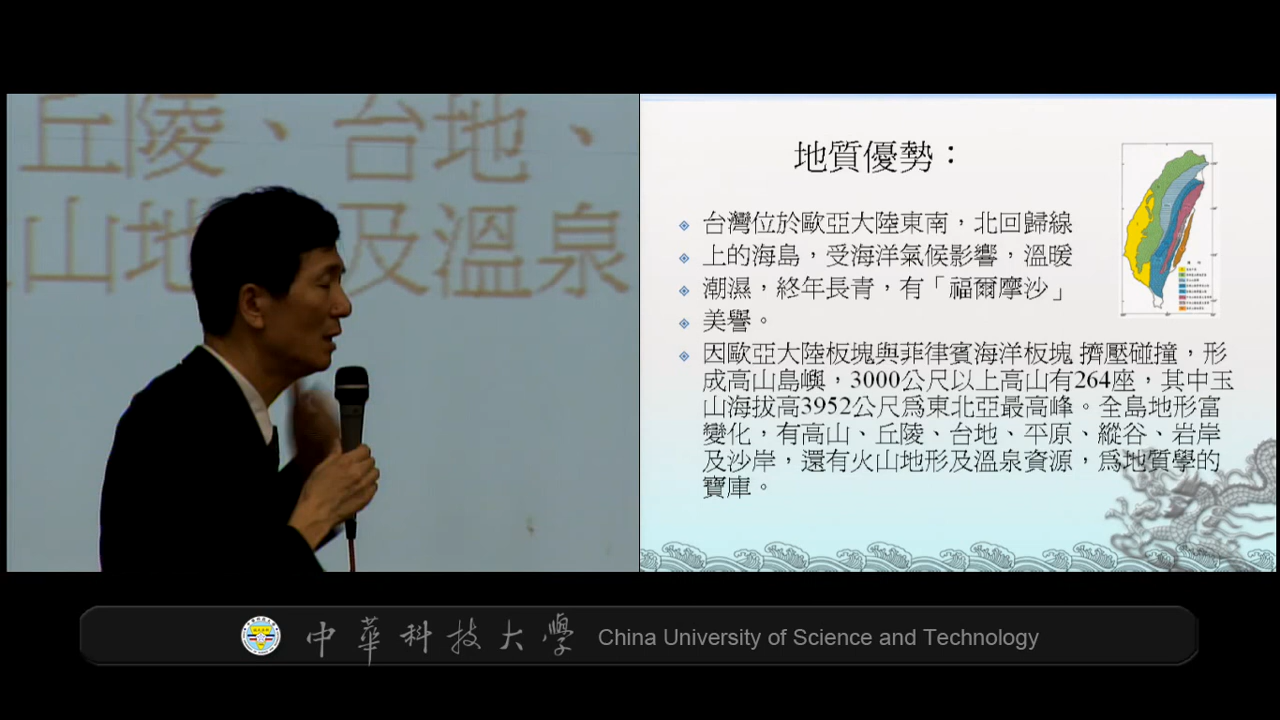 丘陵、台地、
山地 及溫泉
地質優勢：
台灣位於歐亞大陸東南，北回歸線
上的海島，受海洋氣候影響，溫暖
潮濕，終年長青，有「福爾摩沙」
美譽。
因歐亞大陸板塊與菲律賓海洋板塊 擠壓碰撞，形
成高山島嶼，3000公尺以上高山有264座，其中玉
山海拔高3952公尺為東北亞最高峰。全島地形富
變化，有高山、丘陵、台地、平原、縱谷、岩岸
及沙岸，還有火山地形及溫泉資源，為地質學的
寶庫。
中華科技大學 China University of Science and Technology